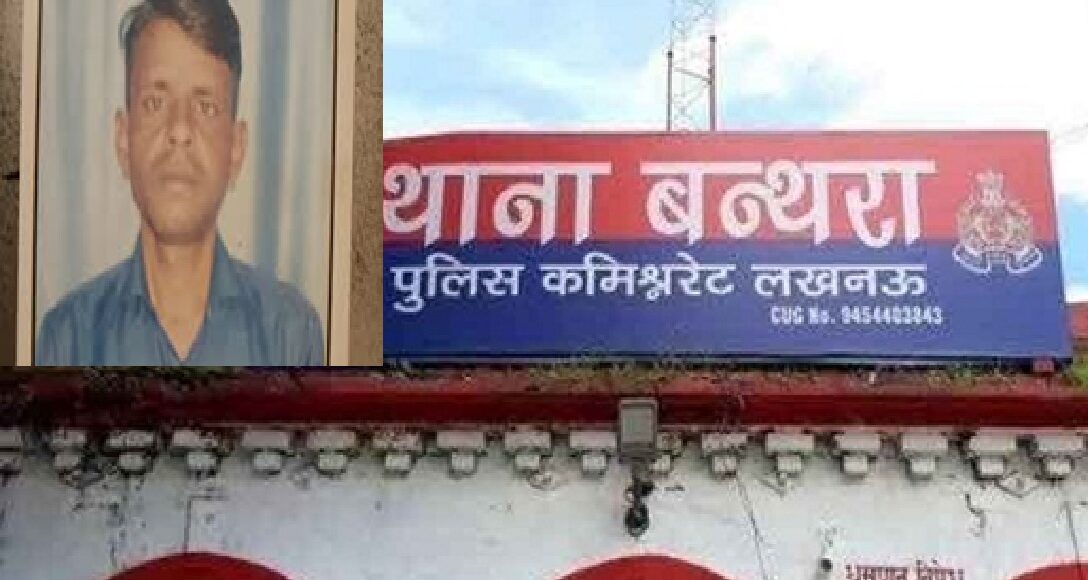 थाना बन्थरा
पुलिस कमिश्नरेट लखनऊ
CUG No. 9454403843